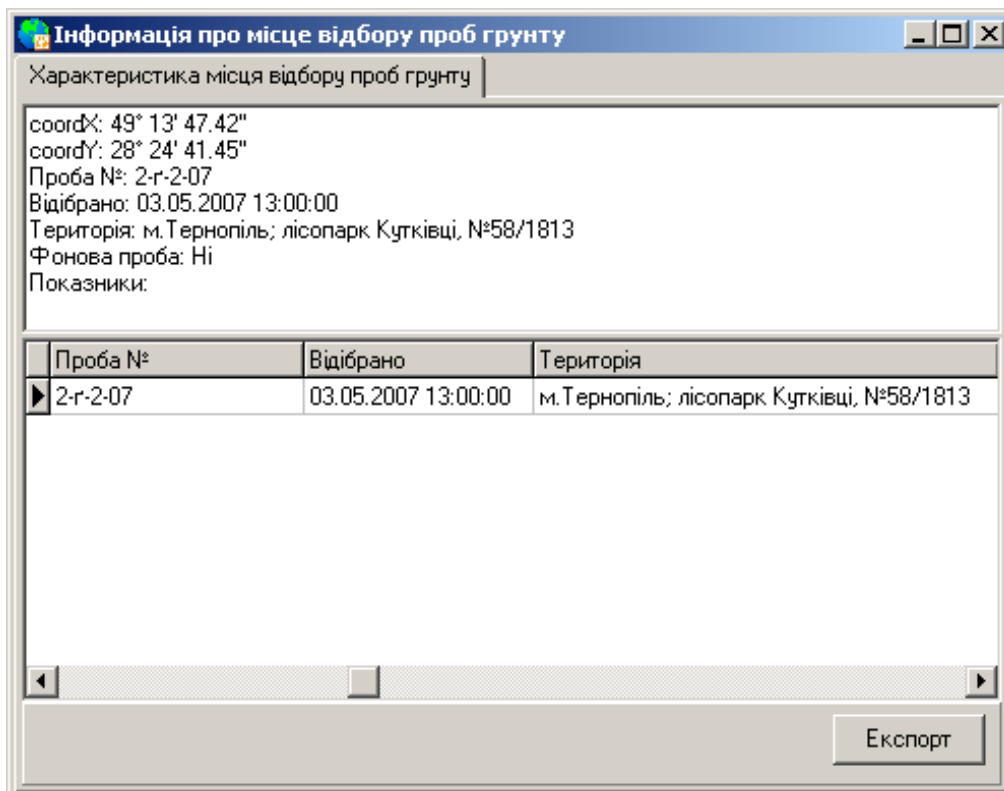 Інформація про місце відбору проб грунту
Характеристика місця відбору проб грунту
coordX: 49° 13' 47.42"
coordY: 28° 24' 41.45"
Проба №: 2-ґ-2-07
Відібрано: 03.05.2007 13:00:00
Територія: м.Тернопіль; лісопарк Кутківці, №58/1813
Фонова проба: Ні
Показники:
Проба № Відібрано Територія
2-ґ-2-07 03.05.2007 13:00:00 м.Тернопіль; лісопарк Кутківці, №58/1813
Експорт